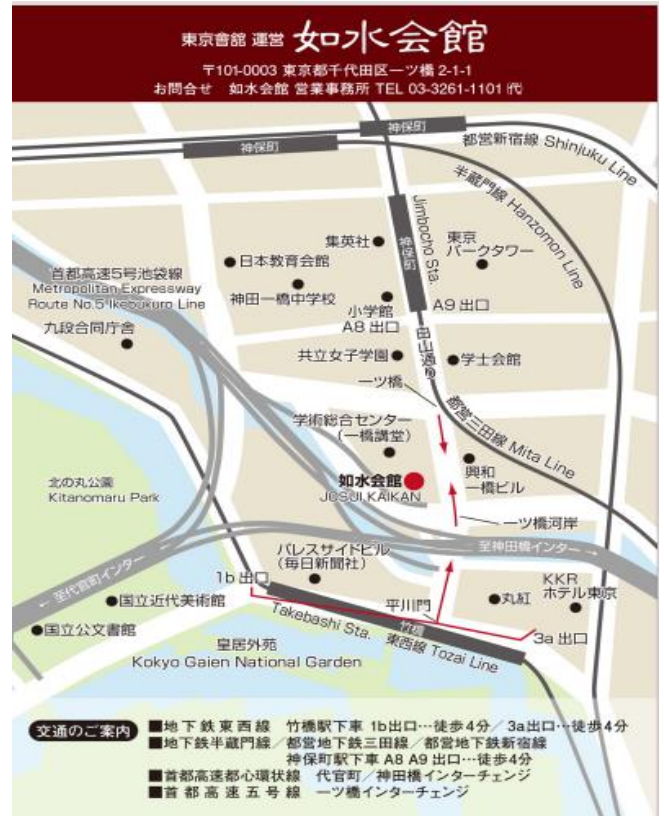 東京會舘 運営 如水会館
〒101-0003 東京都千代田区一ツ橋 2-1-1
お問合せ 如水会館 営業事務所 TEL 03-3261-1101 ㈹
神保町
神保町
都営新宿線 Shinjuku Line
半蔵門線 Hanzomon Line
神保町
Jimbocho Sta.
集英社
東京
パークタワー
日本教育会館
首都高速5号池袋線
Metropolitan Expressway
Route No.5 Ikebukuro Line
神田一橋中学校
小学館
A8 出口
A9 出口
九段合同庁舎
共立女子学園
白山通り
学士会館
一ツ橋
都営三田線 Mita Line
学術総合センター
(一橋講堂)
如水会館
JOSUI KAIKAN
興和
一橋ビル
北の丸公園
Kitanomaru Park
一ツ橋河岸
パレスサイドビル
(毎日新聞社)
至神田橋インター →
1b 出口
← 至代官町インター
KKR
ホテル東京
国立近代美術館
平川門
丸紅
国立公文書館
Takebashi Sta.
竹橋
東西線 Tozai Line
3a 出口
皇居外苑
Kokyo Gaien National Garden
交通のご案内
■地下鉄東西線 竹橋駅下車 1b出口…徒歩4分/3a出口…徒歩4分
■地下鉄半蔵門線/都営地下鉄三田線/都営地下鉄新宿線
神保町駅下車 A8 A9 出口…徒歩4分
■首都高速都心環状線 代官町/神田橋インターチェンジ
■首都高速五号線 一ツ橋インターチェンジ